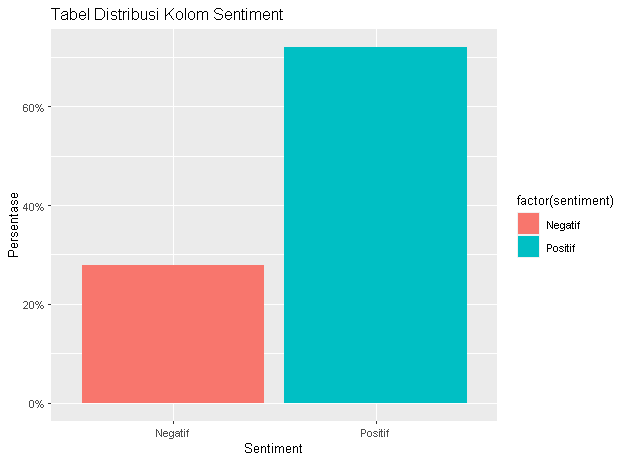 Tabel Distribusi Kolom Sentiment
Persentase
60%
40%
20%
0%
Negatif
Positif
Sentiment
factor(sentiment)
Negatif
Positif